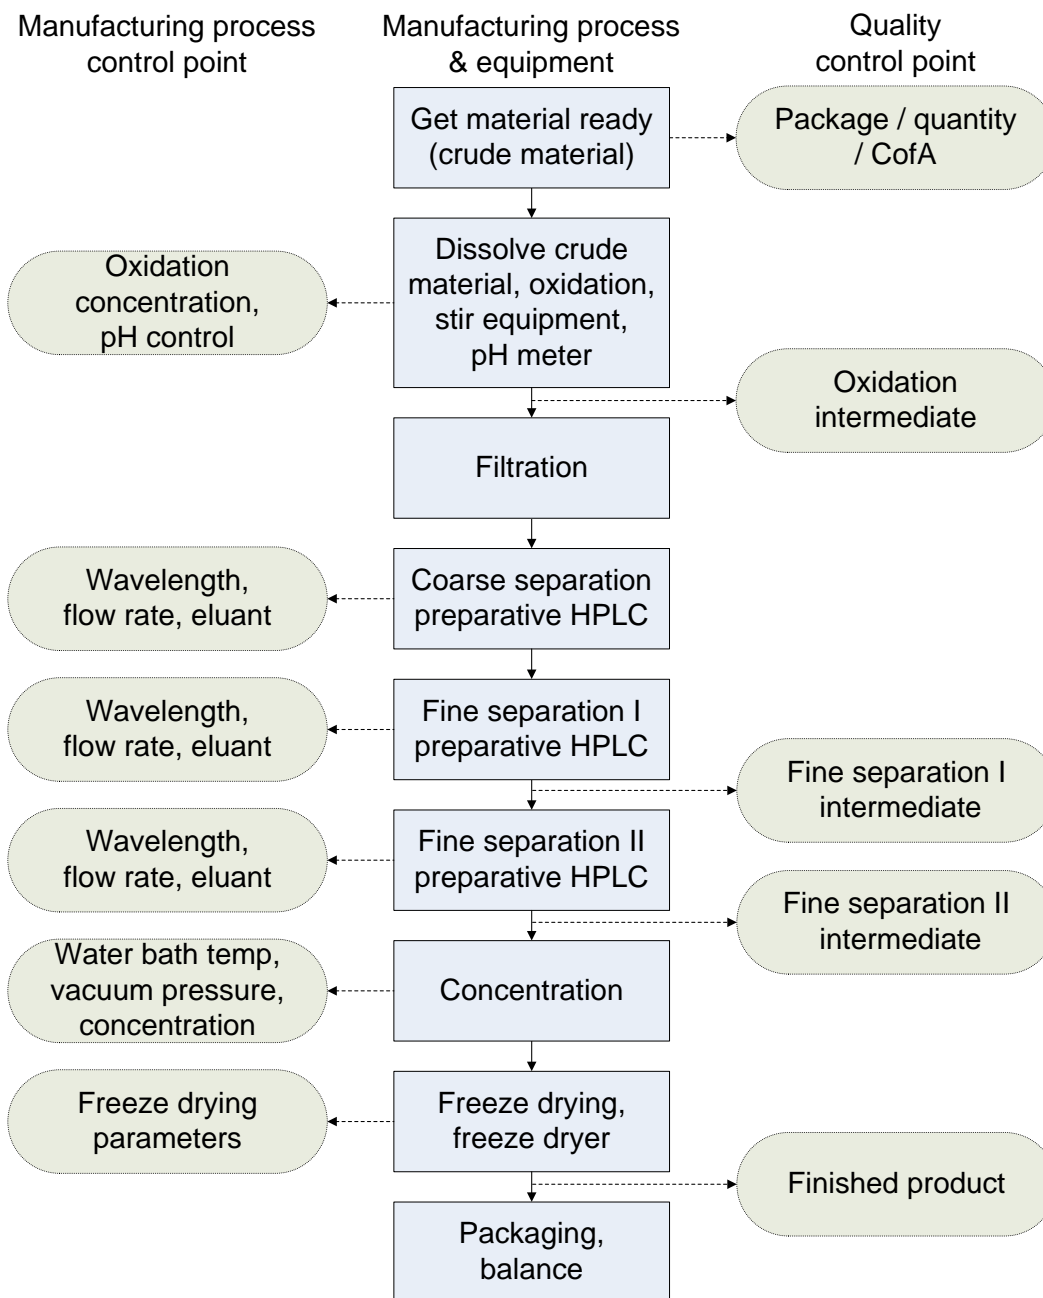 Manufacturing process
control point
Manufacturing process
& equipment
Quality
control point
Get material ready
(crude material)
Package / quantity
/ CofA
Dissolve crude
material, oxidation,
stir equipment,
pH meter
Oxidation
concentration,
pH control
Oxidation
intermediate
Filtration
Wavelength,
flow rate, eluant
Coarse separation
preparative HPLC
Wavelength,
flow rate, eluant
Fine separation I
preparative HPLC
Fine separation I
intermediate
Wavelength,
flow rate, eluant
Fine separation II
preparative HPLC
Fine separation II
intermediate
Water bath temp,
vacuum pressure,
concentration
Concentration
Freeze drying
parameters
Freeze drying,
freeze dryer
Finished product
Packaging,
balance